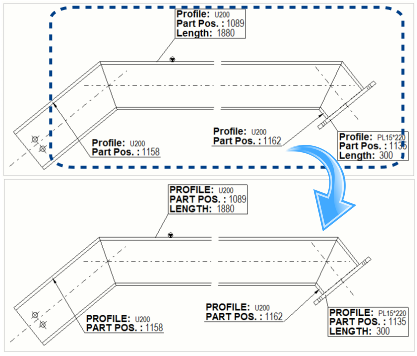 Profile: U200
Part Pos. : 1089
Length: 1880
Profile: U200
Part Pos. : 1162
Profile: PL15*220
Part Pos. : 1135
Length: 300
Profile: U200
Part Pos. : 1158
PROFILE: U200
PART POS. : 1089
LENGTH: 1880
PROFILE: U200
PART POS. : 1162
PROFILE: PL15*220
PART POS. : 1135
LENGTH: 300
PROFILE: U200
PART POS. : 1158